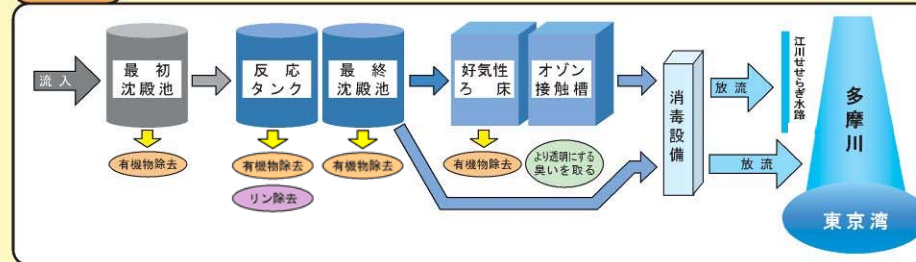 流入
最初
沈殿池
有機物除去
反応
タンク
有機物除去
リン除去
最終
沈殿池
有機物除去
好気性
ろ床
有機物除去
オゾン
接触槽
より透明にする
臭いを取る
消毒設備
放流
放流
江川せせらぎ水路
多摩川
東京湾